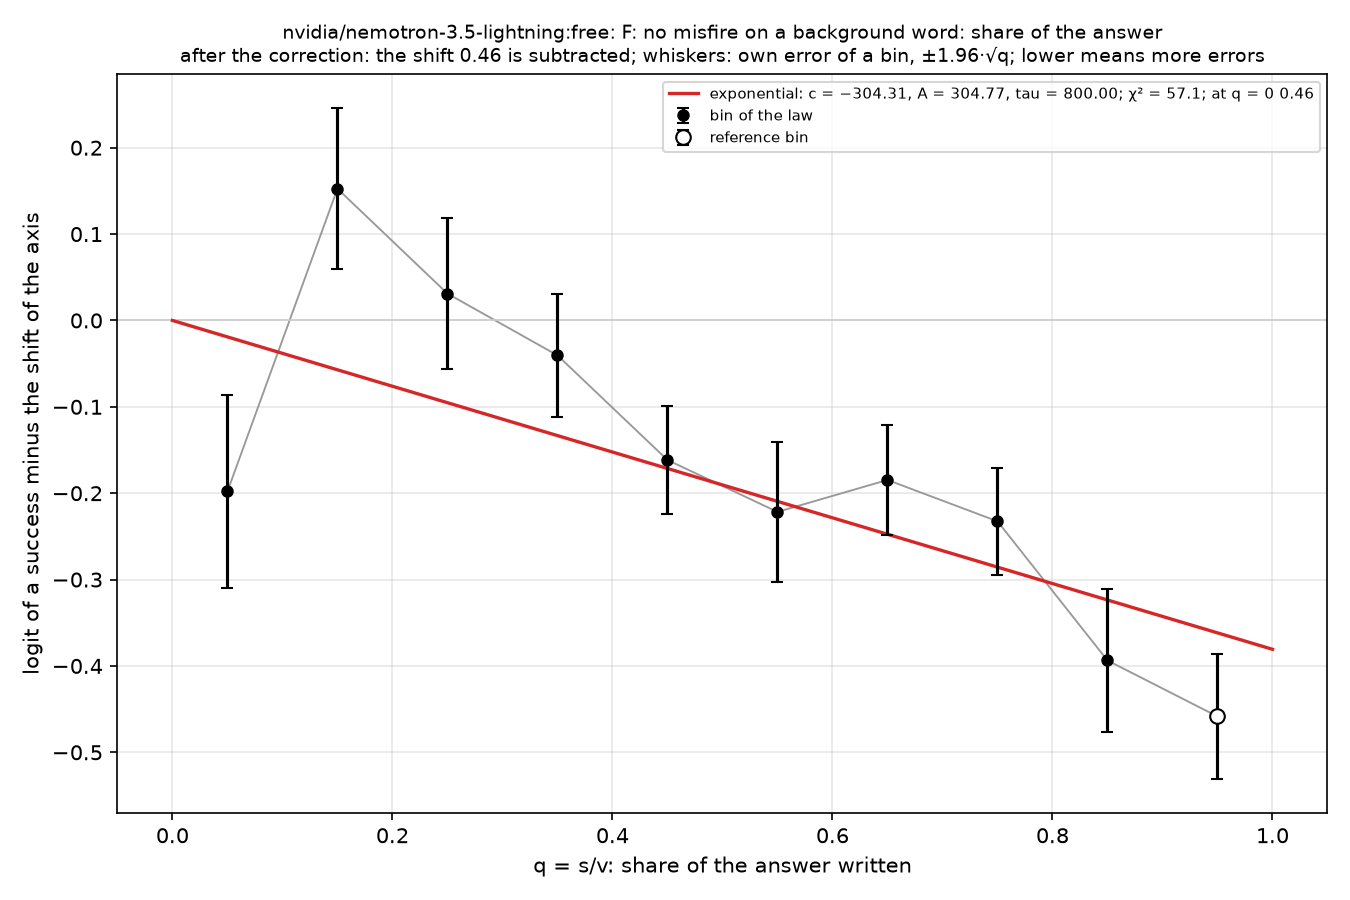 nvidia/nemotron-3.5-lightning:free: F: no misfire on a background word: share of the answer
after the correction: the shift 0.46 is subtracted; whiskers: own error of a bin, ±1.96·√q; lower means more errors
exponential: c = −304.31, A = 304.77, tau = 800.00; χ² = 57.1; at q = 0 0.46
bin of the law
reference bin
logit of a success minus the shift of the axis
0.2
0.1
0.0
−0.1
−0.2
−0.3
−0.4
−0.5
0.0 0.2 0.4 0.6 0.8 1.0
q = s/v: share of the answer written